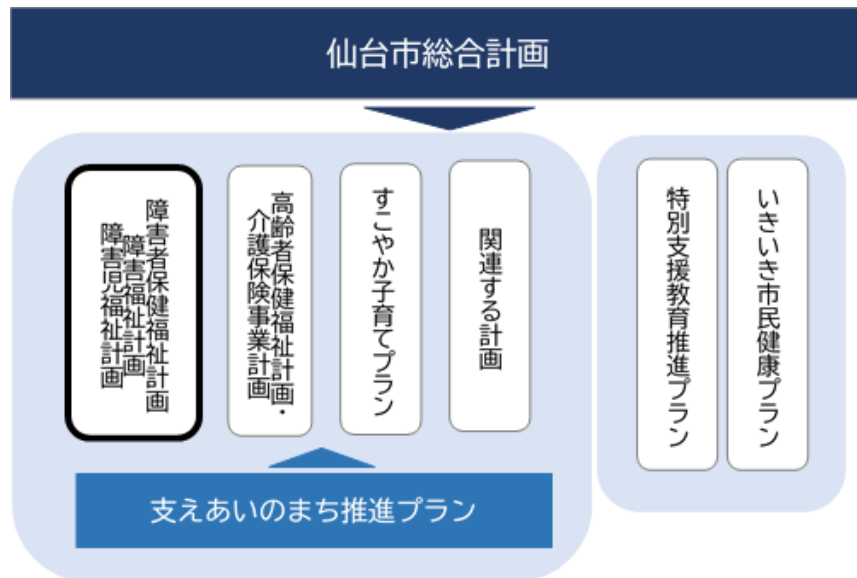 仙台市総合計画
障害者保健福祉計画
障害福祉計画
障害児福祉計画
高齢者保健福祉計画・
介護保険事業計画
すこやか子育てプラン
関連する計画
特別支援教育推進プラン
いきいき市民健康プラン
支えあいのまち推進プラン